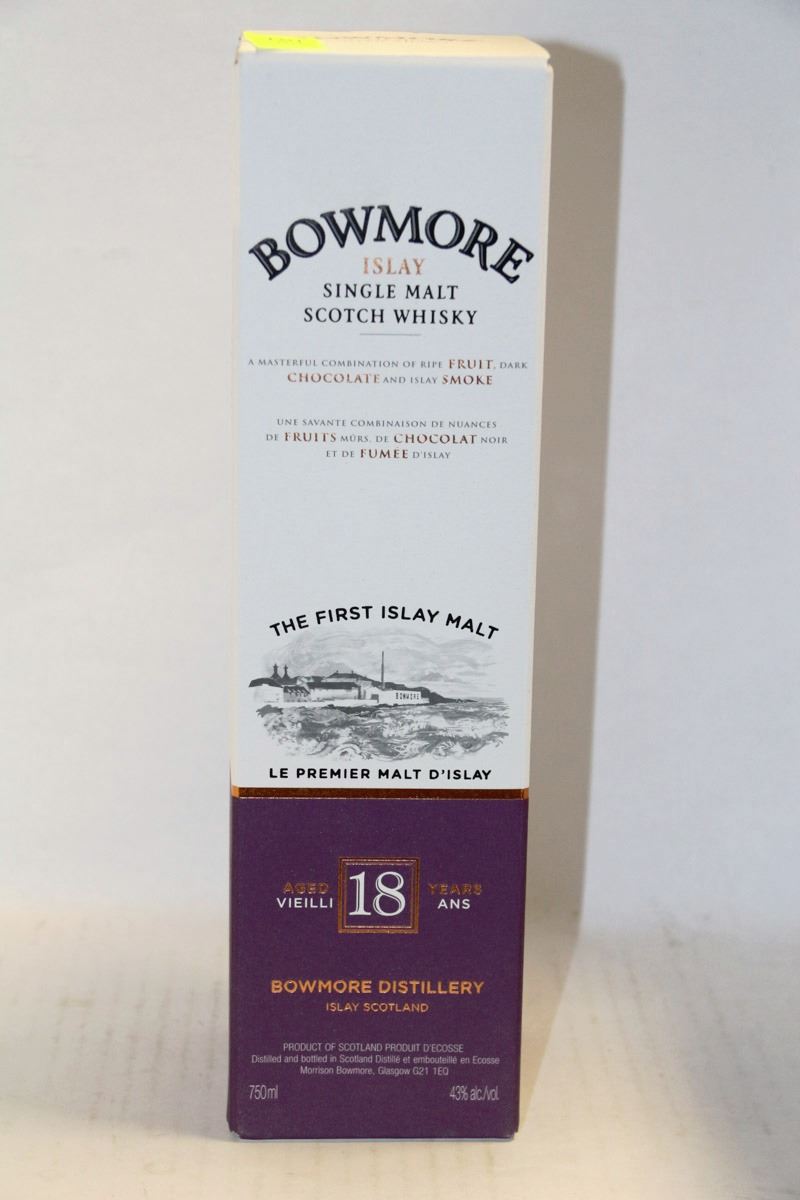 BOWMORE
ISLAY
SINGLE MALT
SCOTCH WHISKY
A MASTERFUL COMBINATION OF RIPE FRUIT, DARK
CHOCOLATE AND ISLAY SMOKE
UNE SAVANTE COMBINAISON DE NUANCES
DE FRUITS MÛRS, DE CHOCOLAT NOIR
ET DE FUMÉE D'ISLAY
THE FIRST ISLAY MALT
BOWMORE
LE PREMIER MALT D'ISLAY
AGED 18 YEARS
VIEILLI ANS
BOWMORE DISTILLERY
ISLAY SCOTLAND
PRODUCT OF SCOTLAND PRODUIT D'ECOSSE
Distilled and bottled in Scotland Distillé et embouteillé en Ecosse
Morrison Bowmore, Glasgow G21 1EQ
750ml 43% alc./vol.